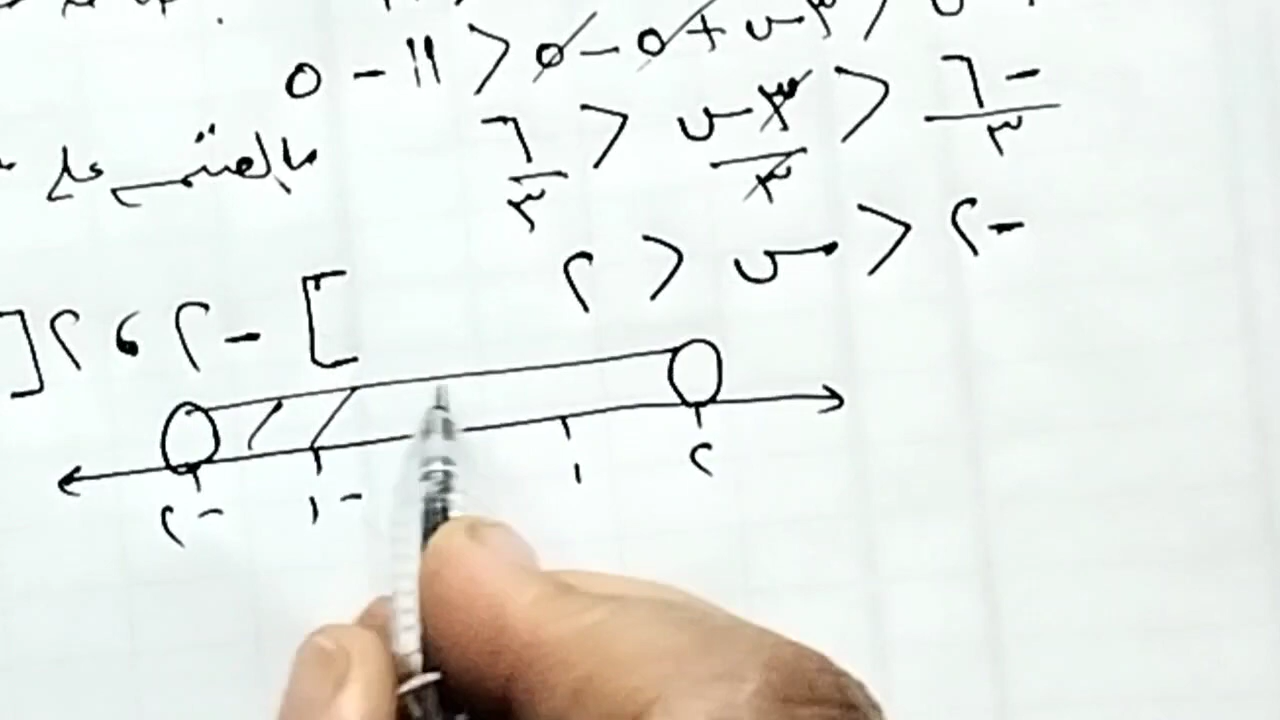 > ٣س + ٥ - ٥ > ١١ - ٥
-٦/٣ > ٣س/٣ > ٦/٣ بالقسمة على
-٢ > س > ٢
] -٢ ، ٢ [
-٢ -١ ١ ٢